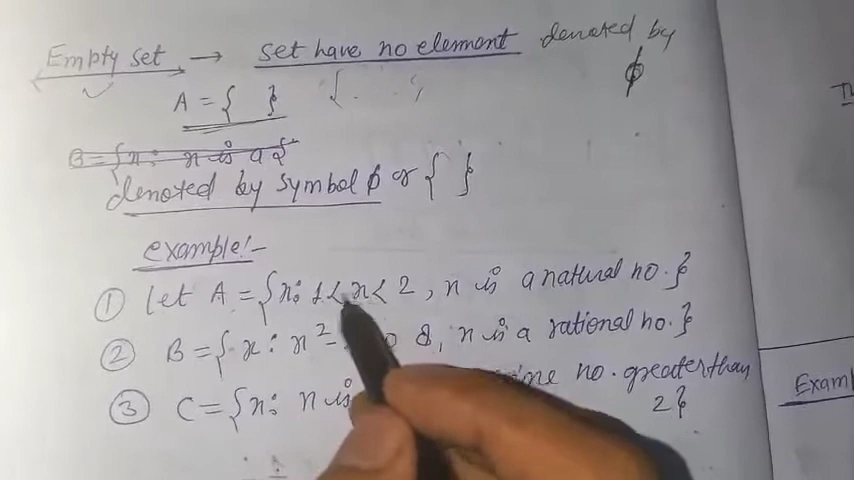 Empty set → set have no element denoted by
ϕ
A = { }
B = {x: x is a
denoted by symbol ϕ or { }
example:-
① let A = {x: 1 < x < 2, x is a natural no.}
② B = {x: x² - 0 &, x is a rational no.}
③ C = {x: x is no. greater than
2}
Exam